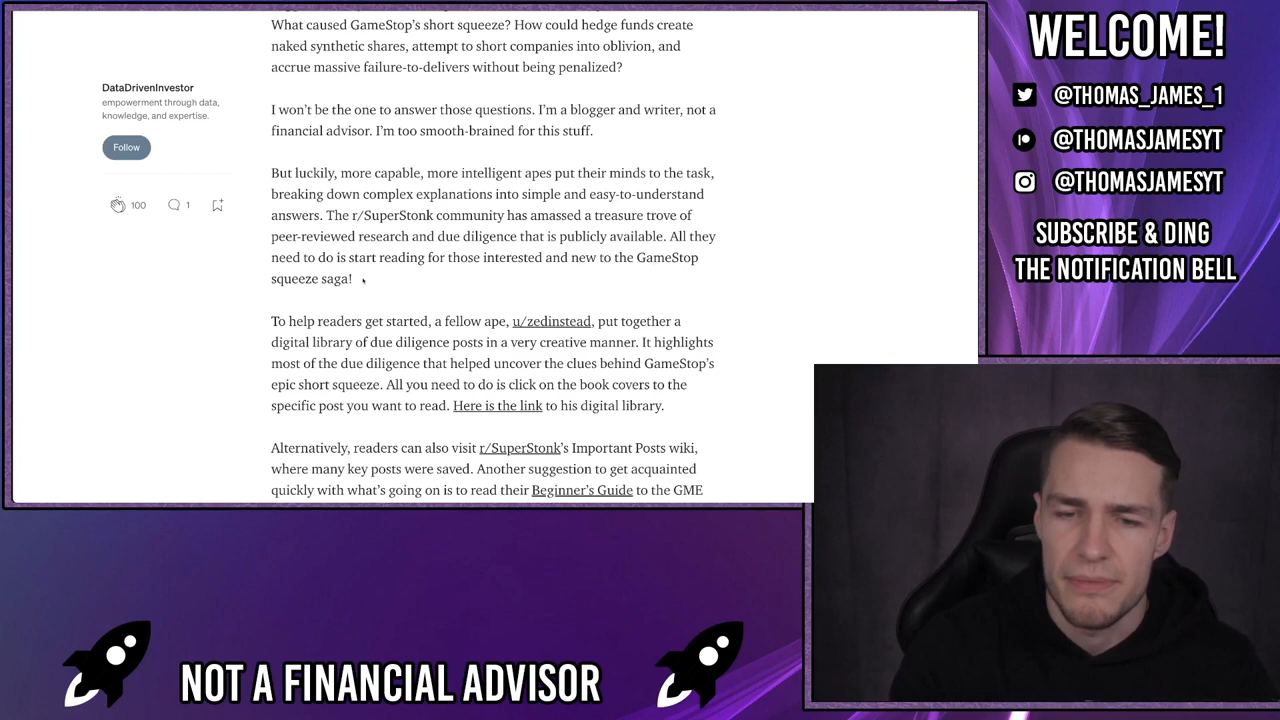 What caused GameStop’s short squeeze? How could hedge funds create
naked synthetic shares, attempt to short companies into oblivion, and
accrue massive failure-to-delivers without being penalized?
I won’t be the one to answer those questions. I’m a blogger and writer, not a
financial advisor. I’m too smooth-brained for this stuff.
But luckily, more capable, more intelligent apes put their minds to the task,
breaking down complex explanations into simple and easy-to-understand
answers. The r/SuperStonk community has amassed a treasure trove of
peer-reviewed research and due diligence that is publicly available. All they
need to do is start reading for those interested and new to the GameStop
squeeze saga!
To help readers get started, a fellow ape, u/zedinstead, put together a
digital library of due diligence posts in a very creative manner. It highlights
most of the due diligence that helped uncover the clues behind GameStop’s
epic short squeeze. All you need to do is click on the book covers to the
specific post you want to read. Here is the link to his digital library.
Alternatively, readers can also visit r/SuperStonk’s Important Posts wiki,
where many key posts were saved. Another suggestion to get acquainted
quickly with what’s going on is to read their Beginner’s Guide to the GME
DataDrivenInvestor
empowerment through data,
knowledge, and expertise.
Follow
100 1
WELCOME!
@THOMAS_JAMES_1
@THOMASJAMESYT
@THOMASJAMESYT
SUBSCRIBE & DING
THE NOTIFICATION BELL
NOT A FINANCIAL ADVISOR